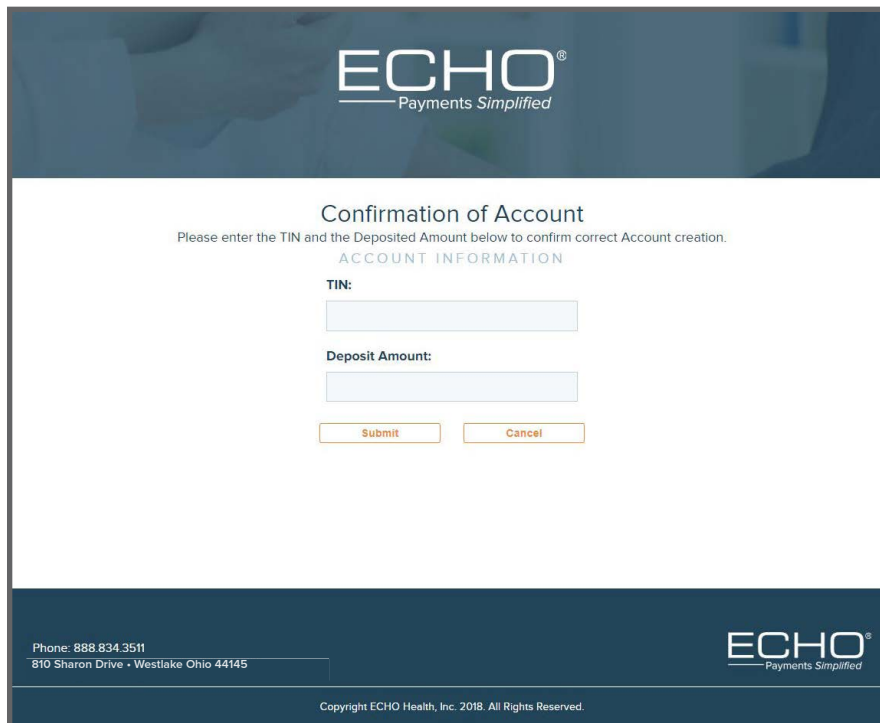 ECHO®
Payments Simplified
Confirmation of Account
Please enter the TIN and the Deposited Amount below to confirm correct Account creation.
ACCOUNT INFORMATION
TIN:
Deposit Amount:
Submit Cancel
Phone: 888.834.3511
810 Sharon Drive • Westlake Ohio 44145
ECHO®
Payments Simplified
Copyright ECHO Health, Inc. 2018. All Rights Reserved.